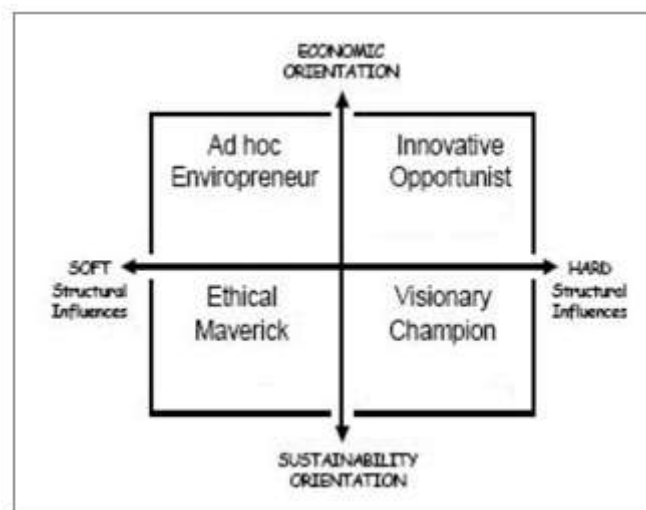 ECONOMIC
ORIENTATION
Ad hoc
Enviropreneur
Innovative
Opportunist
SOFT
Structural
Influences
HARD
Structural
Influences
Ethical
Maverick
Visionary
Champion
SUSTAINABILITY
ORIENTATION